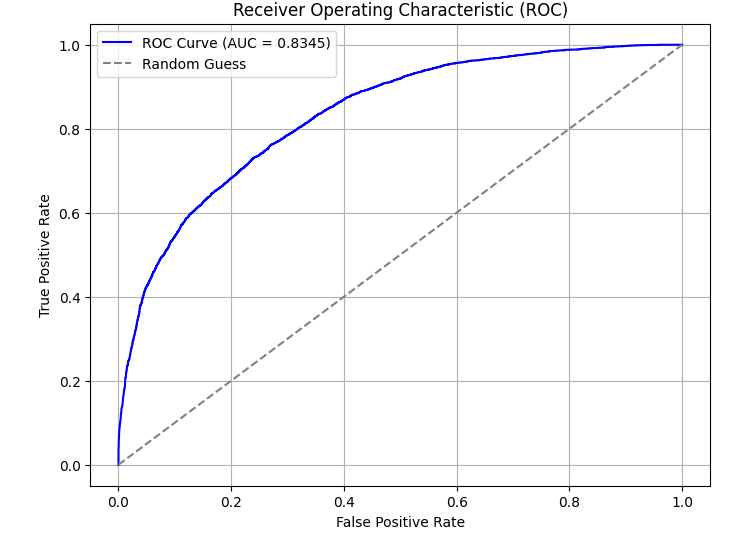 Receiver Operating Characteristic (ROC)
ROC Curve (AUC = 0.8345)
Random Guess
True Positive Rate
1.0
0.8
0.6
0.4
0.2
0.0
0.0 0.2 0.4 0.6 0.8 1.0
False Positive Rate